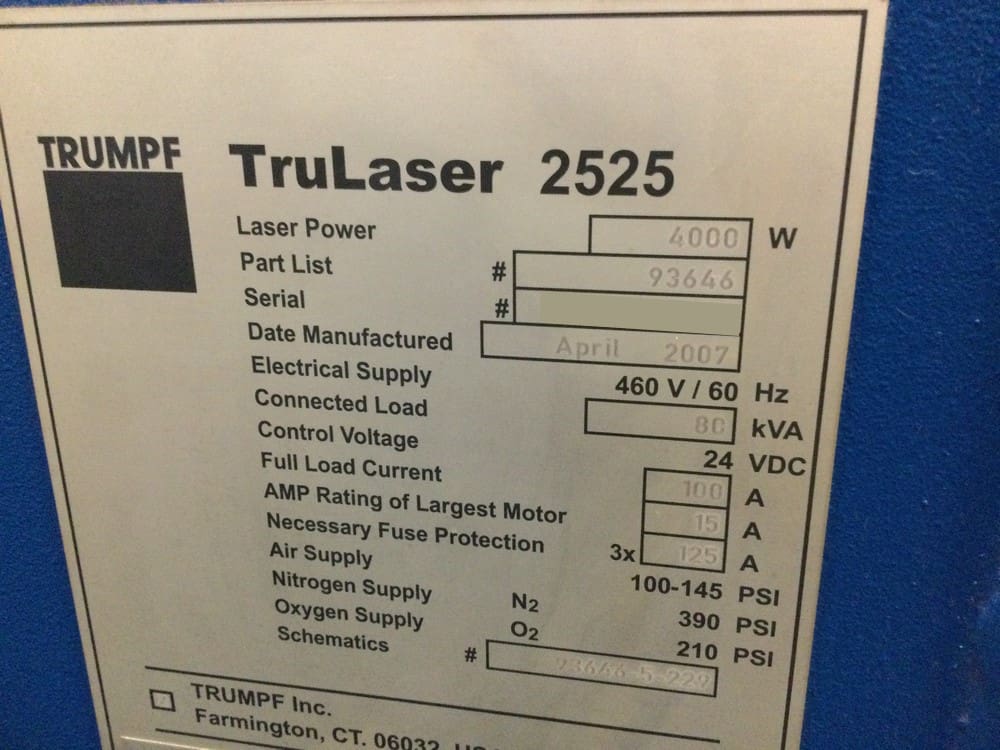 TRUMPF
TruLaser 2525
Laser Power 4000 W
Part List # 93646
Serial #
Date Manufactured April 2007
Electrical Supply 460 V / 60 Hz
Connected Load 80 kVA
Control Voltage 24 VDC
Full Load Current 100 A
AMP Rating of Largest Motor 15 A
Necessary Fuse Protection 3x 125 A
Air Supply 100-145 PSI
Nitrogen Supply N2 390 PSI
Oxygen Supply O2 210 PSI
Schematics # 93646-5-229
TRUMPF Inc.
Farmington, CT. 06032